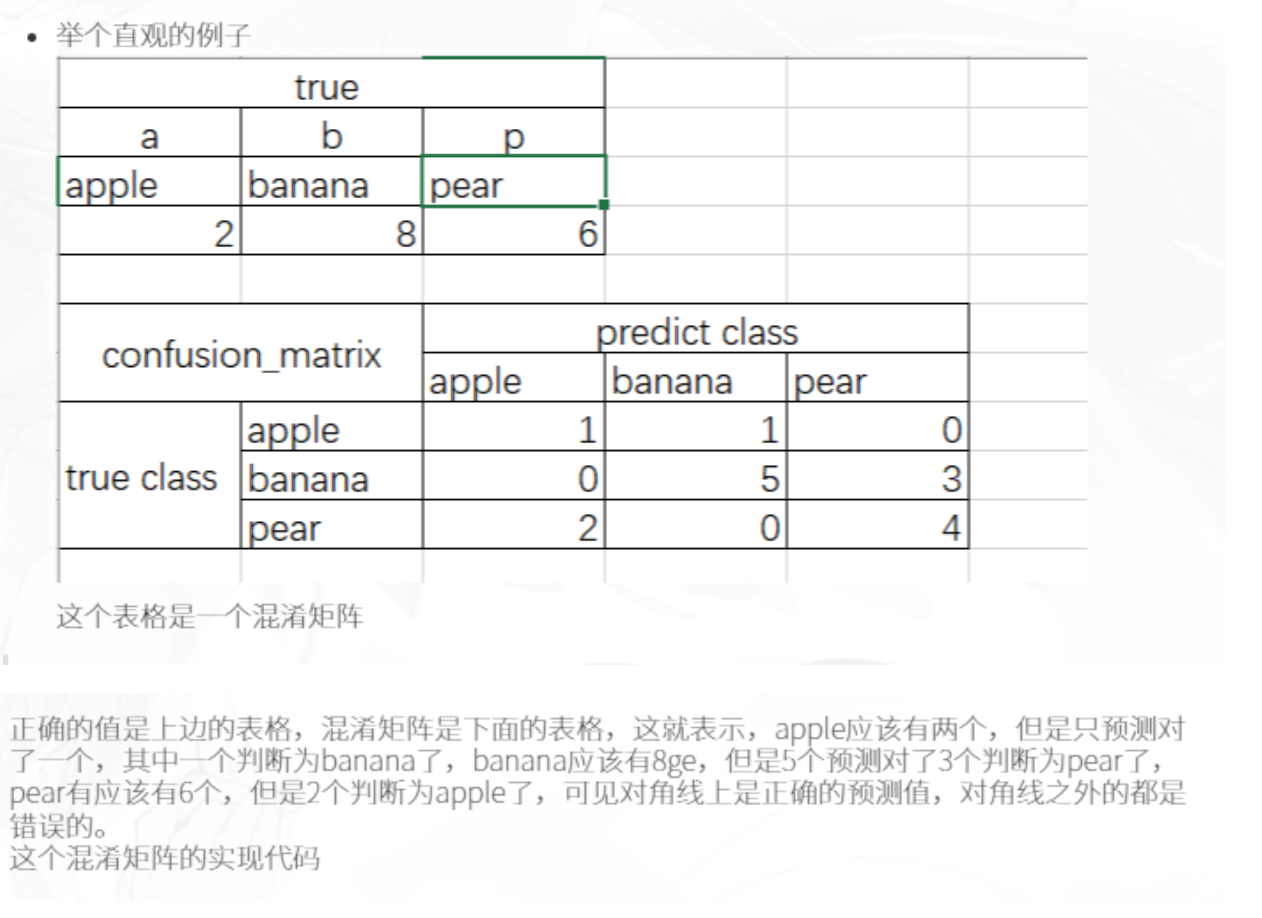 举个直观的例子
true
a b p
apple banana pear
2 8 6
confusion_matrix predict class
apple banana pear
true class apple 1 1 0
banana 0 5 3
pear 2 0 4
这个表格是一个混淆矩阵
正确的值是上边的表格，混淆矩阵是下面的表格，这就表示，apple应该有两个，但是只预测对
了一个，其中一个判断为banana了，banana应该有8ge，但是5个预测对了3个判断为pear了，
pear有应该有6个，但是2个判断为apple了，可见对角线上是正确的预测值，对角线之外的都是
错误的。
这个混淆矩阵的实现代码